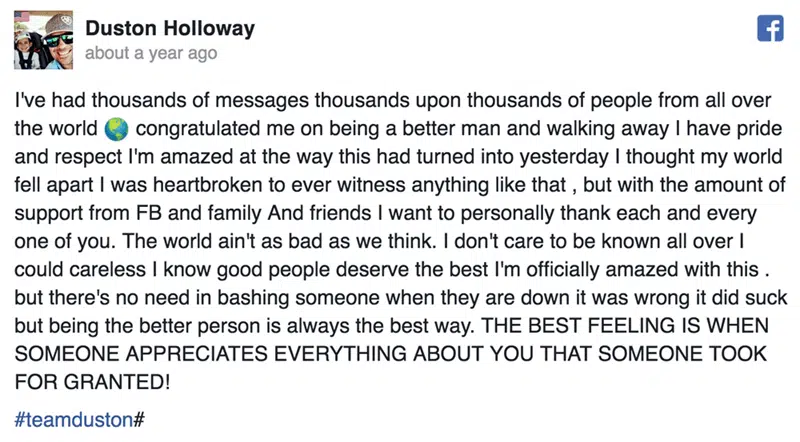 Duston Holloway
about a year ago
I've had thousands of messages thousands upon thousands of people from all over
the world 🌏 congratulated me on being a better man and walking away I have pride
and respect I'm amazed at the way this had turned into yesterday I thought my world
fell apart I was heartbroken to ever witness anything like that , but with the amount of
support from FB and family And friends I want to personally thank each and every
one of you. The world ain't as bad as we think. I don't care to be known all over I
could careless I know good people deserve the best I'm officially amazed with this .
but there's no need in bashing someone when they are down it was wrong it did suck
but being the better person is always the best way. THE BEST FEELING IS WHEN
SOMEONE APPRECIATES EVERYTHING ABOUT YOU THAT SOMEONE TOOK
FOR GRANTED!
#teamduston#